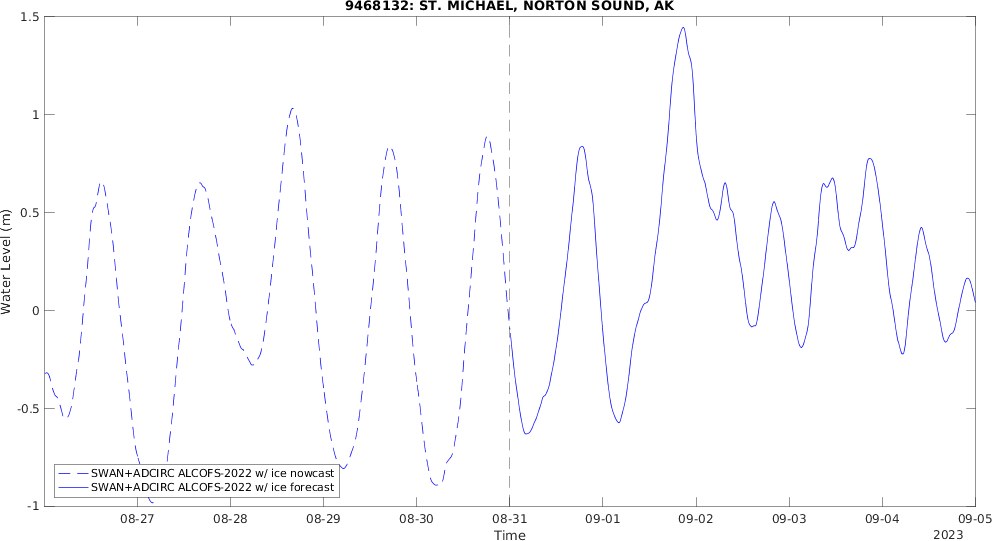 9468132: ST. MICHAEL, NORTON SOUND, AK
Water Level (m)
1.5
1
0.5
0
-0.5
-1
SWAN+ADCIRC ALCOFS-2022 w/ ice nowcast
SWAN+ADCIRC ALCOFS-2022 w/ ice forecast
08-27 08-28 08-29 08-30 08-31 09-01 09-02 09-03 09-04 09-05
Time
2023